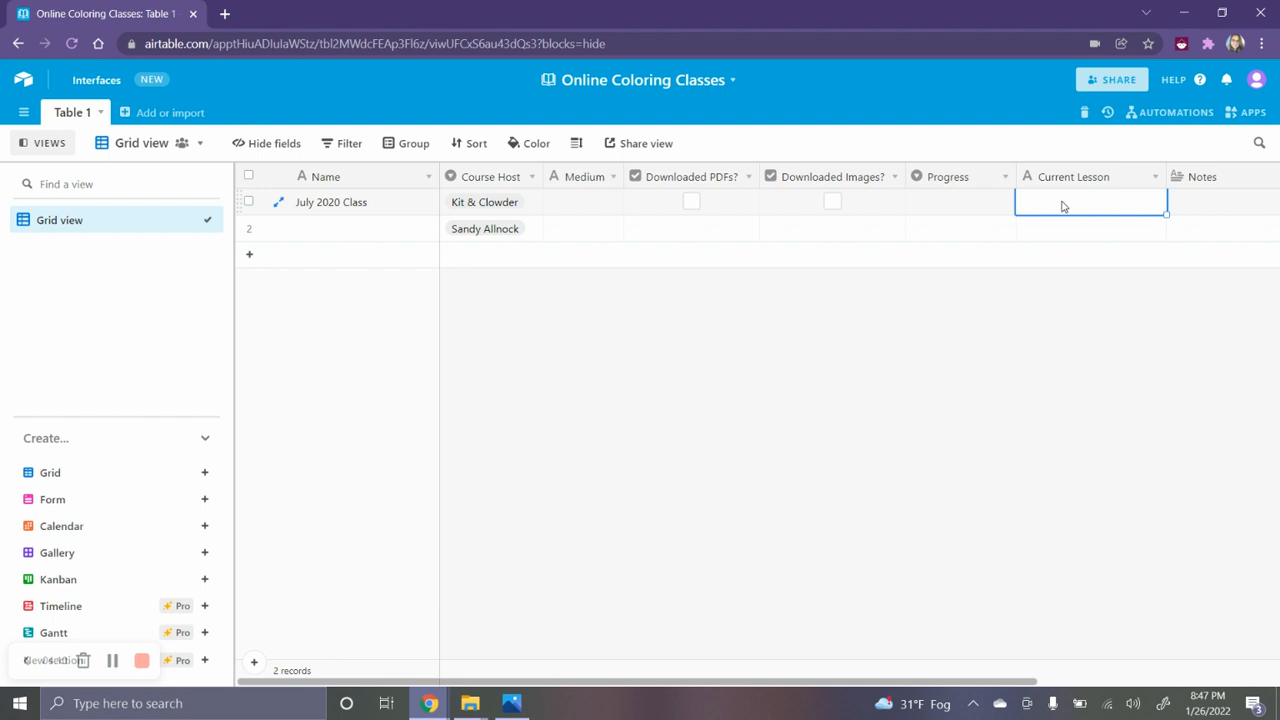 Online Coloring Classes: Table 1
airtable.com/apptHiuADIuIaWStz/tbl2MWdcFEAp3Fl6z/viwUFCxS6au43dQs3?blocks=hide
Interfaces NEW Online Coloring Classes SHARE HELP
Table 1 Add or import AUTOMATIONS APPS
VIEWS Grid view Hide fields Filter Group Sort Color Share view
Find a view Name Course Host Medium Downloaded PDFs? Downloaded Images? Progress Current Lesson Notes
July 2020 Class Kit & Clowder
Grid view
2 Sandy Allnock
+
Create...
Grid +
Form +
Calendar +
Gallery +
Kanban +
Timeline Pro +
Gantt Pro +
New section Pro +
+ 2 records
Type here to search 31°F Fog 8:47 PM
1/26/2022
3